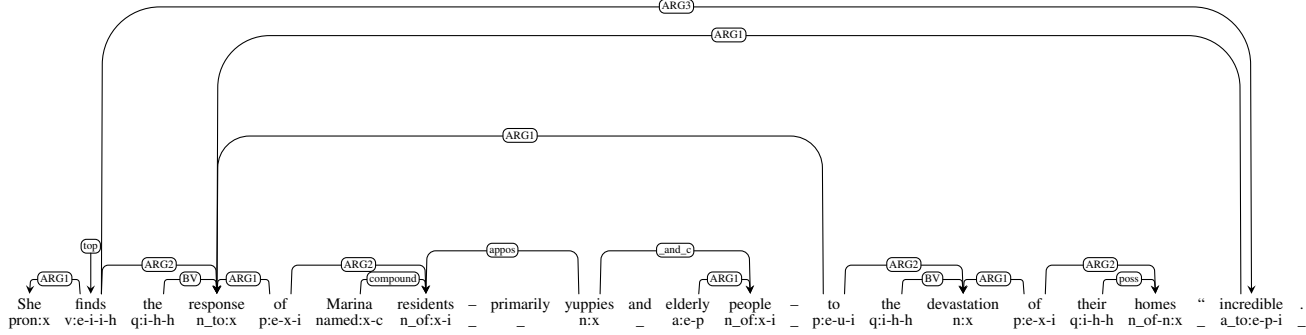 ARG3
ARG1
ARG1
top appos _and_c
ARG2 ARG2 ARG2 ARG2
ARG1 BV ARG1 compound ARG1 BV ARG1 poss
She finds the response of Marina residents – primarily yuppies and elderly people – to the devastation of their homes “ incredible .
pron:x v:e-i-i-h q:i-h-h n_to:x p:e-x-i named:x-c n_of:x-i _ _ n:x _ a:e-p n_of:x-i _ p:e-u-i q:i-h-h n:x p:e-x-i q:i-h-h n_of-n:x _ a_to:e-p-i _